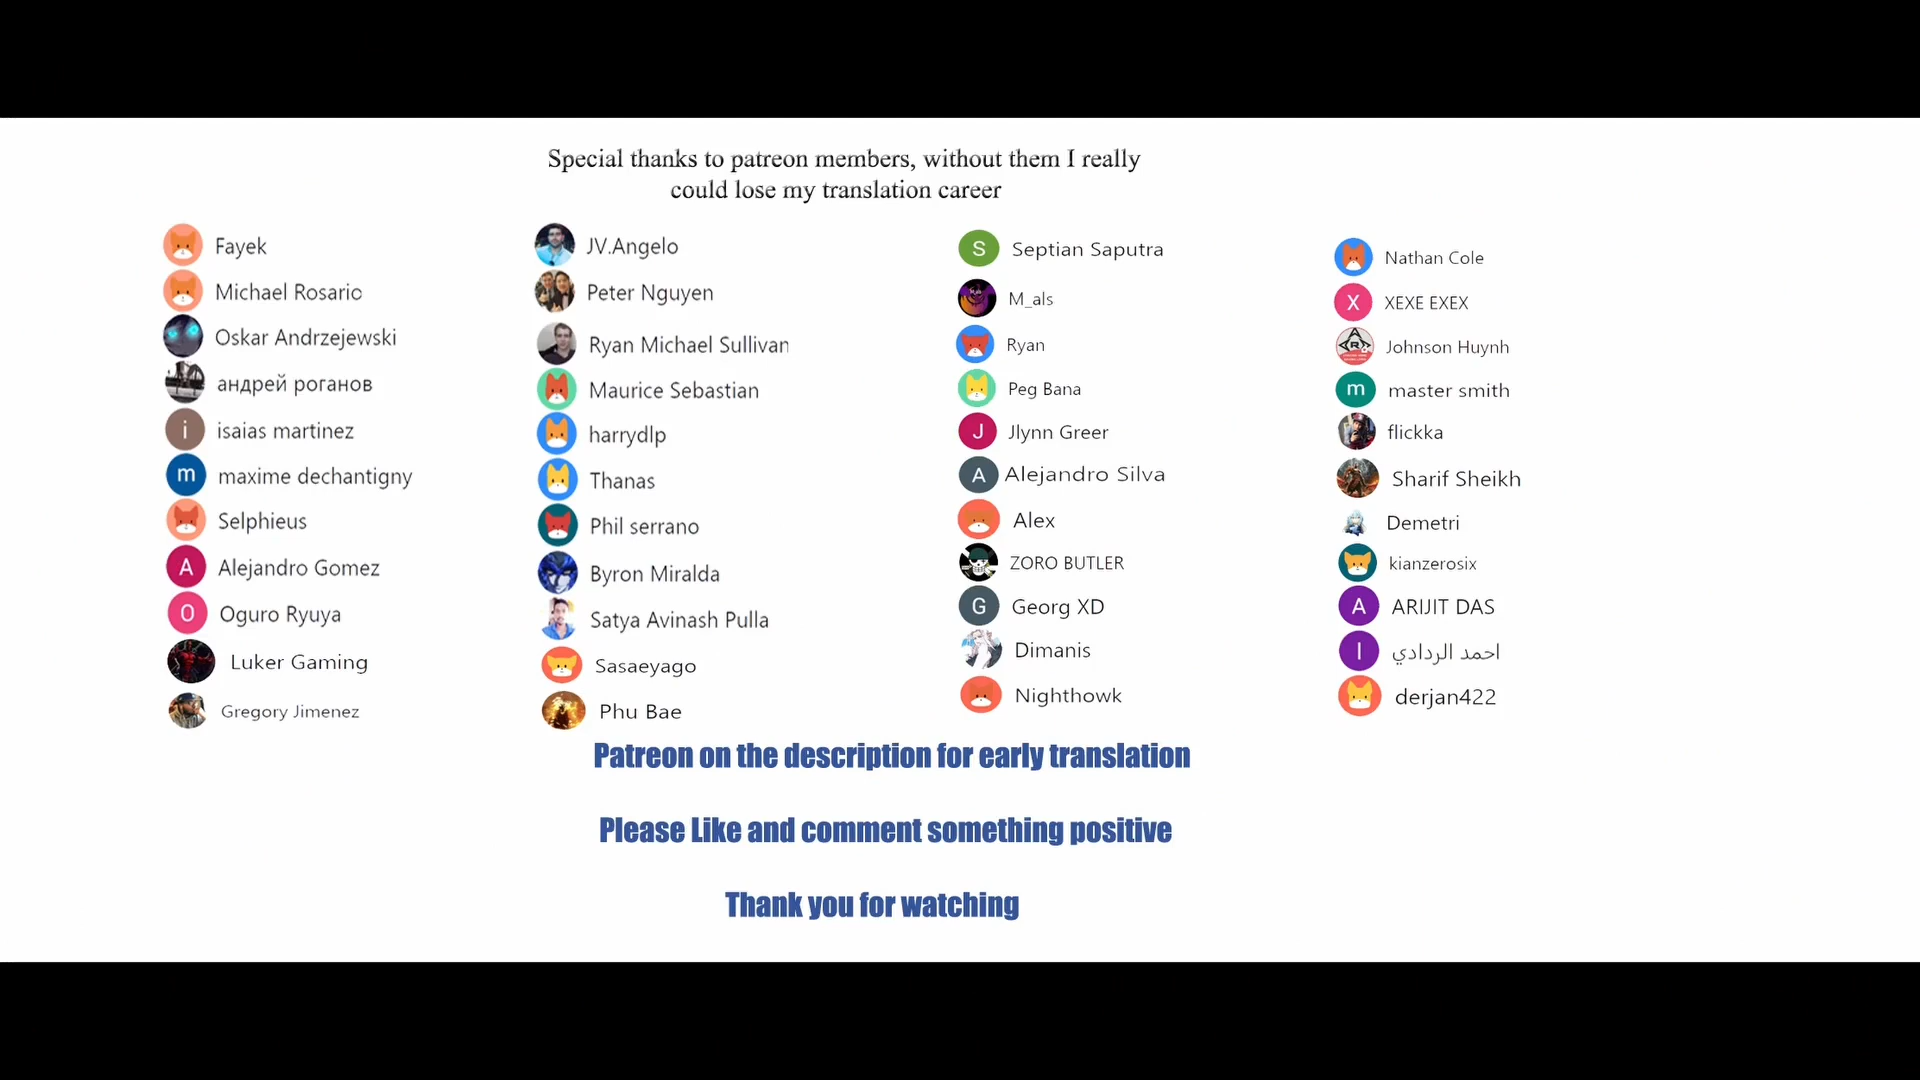 Special thanks to patreon members, without them I really
could lose my translation career
Fayek
Michael Rosario
Oskar Andrzejewski
андрей роганов
i
isaias martinez
m
maxime dechantigny
Selphieus
A
Alejandro Gomez
O
Oguro Ryuya
Luker Gaming
Gregory Jimenez
JV.Angelo
Peter Nguyen
Ryan Michael Sullivan
Maurice Sebastian
harrydlp
Thanas
Phil serrano
Byron Miralda
Satya Avinash Pulla
Sasaeyago
Phu Bae
S
Septian Saputra
M_als
Ryan
Peg Bana
J
Jlynn Greer
A
Alejandro Silva
Alex
ZORO BUTLER
G
Georg XD
Dimanis
Nighthowk
Nathan Cole
X
XEXE EXEX
Johnson Huynh
m
master smith
flickka
Sharif Sheikh
Demetri
kianzerosix
A
ARIJIT DAS
I
احمد الردادي
derjan422
Patreon on the description for early translation
Please Like and comment something positive
Thank you for watching